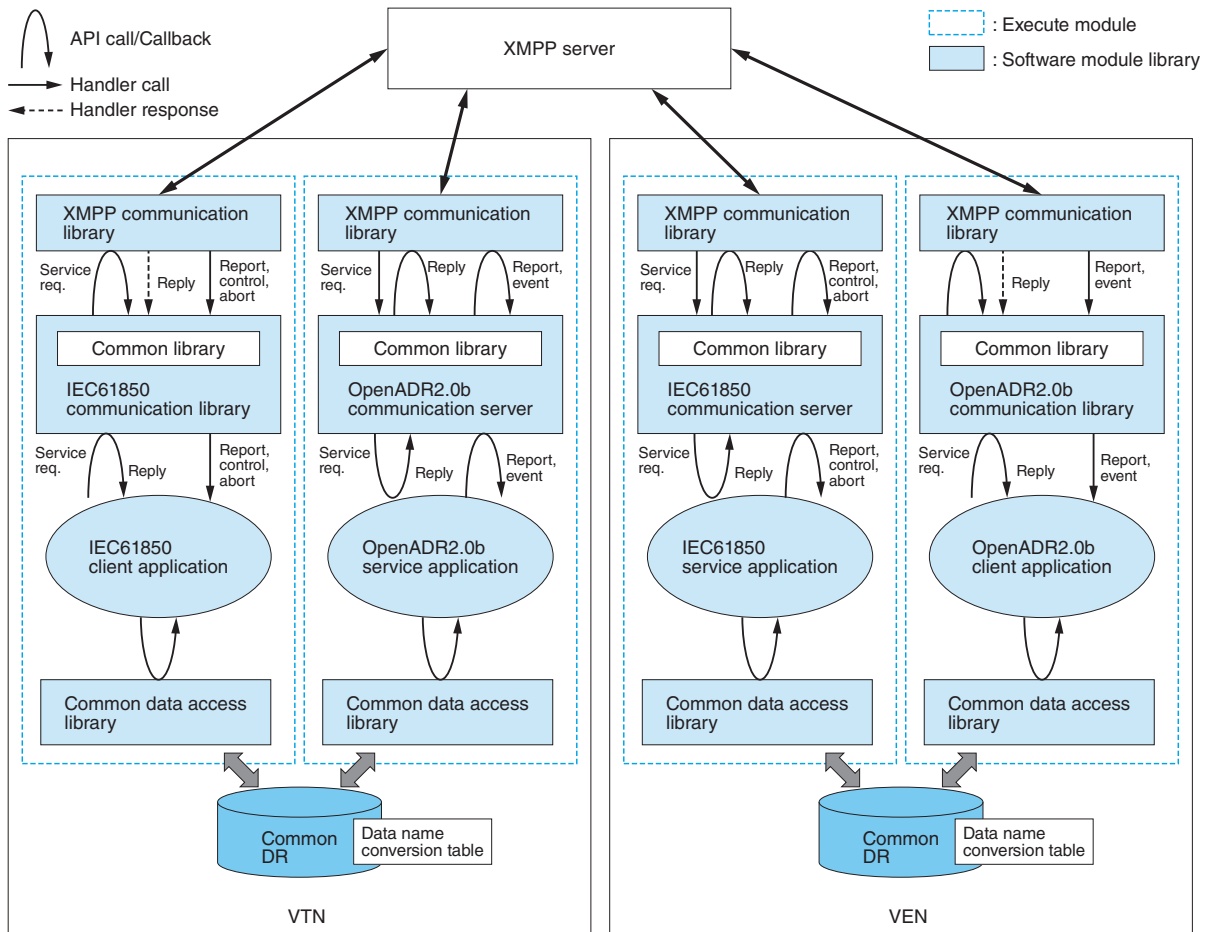 API call/Callback
Handler call
Handler response
XMPP server
: Execute module
: Software module library
XMPP communication
library
Service
req.
Reply
Report,
control,
abort
Common library
IEC61850
communication library
Service
req.
Reply
Report,
control,
abort
IEC61850
client application
Common data access
library
XMPP communication
library
Service
req.
Reply
Report,
event
Common library
OpenADR2.0b
communication server
Service
req.
Reply
Report,
event
OpenADR2.0b
service application
Common data access
library
Common
DR
Data name
conversion table
VTN
XMPP communication
library
Service
req.
Reply
Report,
control,
abort
Common library
IEC61850
communication server
Service
req.
Reply
Report,
control,
abort
IEC61850
service application
Common data access
library
XMPP communication
library
Service
req.
Reply
Report,
event
Common library
OpenADR2.0b
communication library
Service
req.
Reply
Report,
event
OpenADR2.0b
client application
Common data access
library
Common
DR
Data name
conversion table
VEN